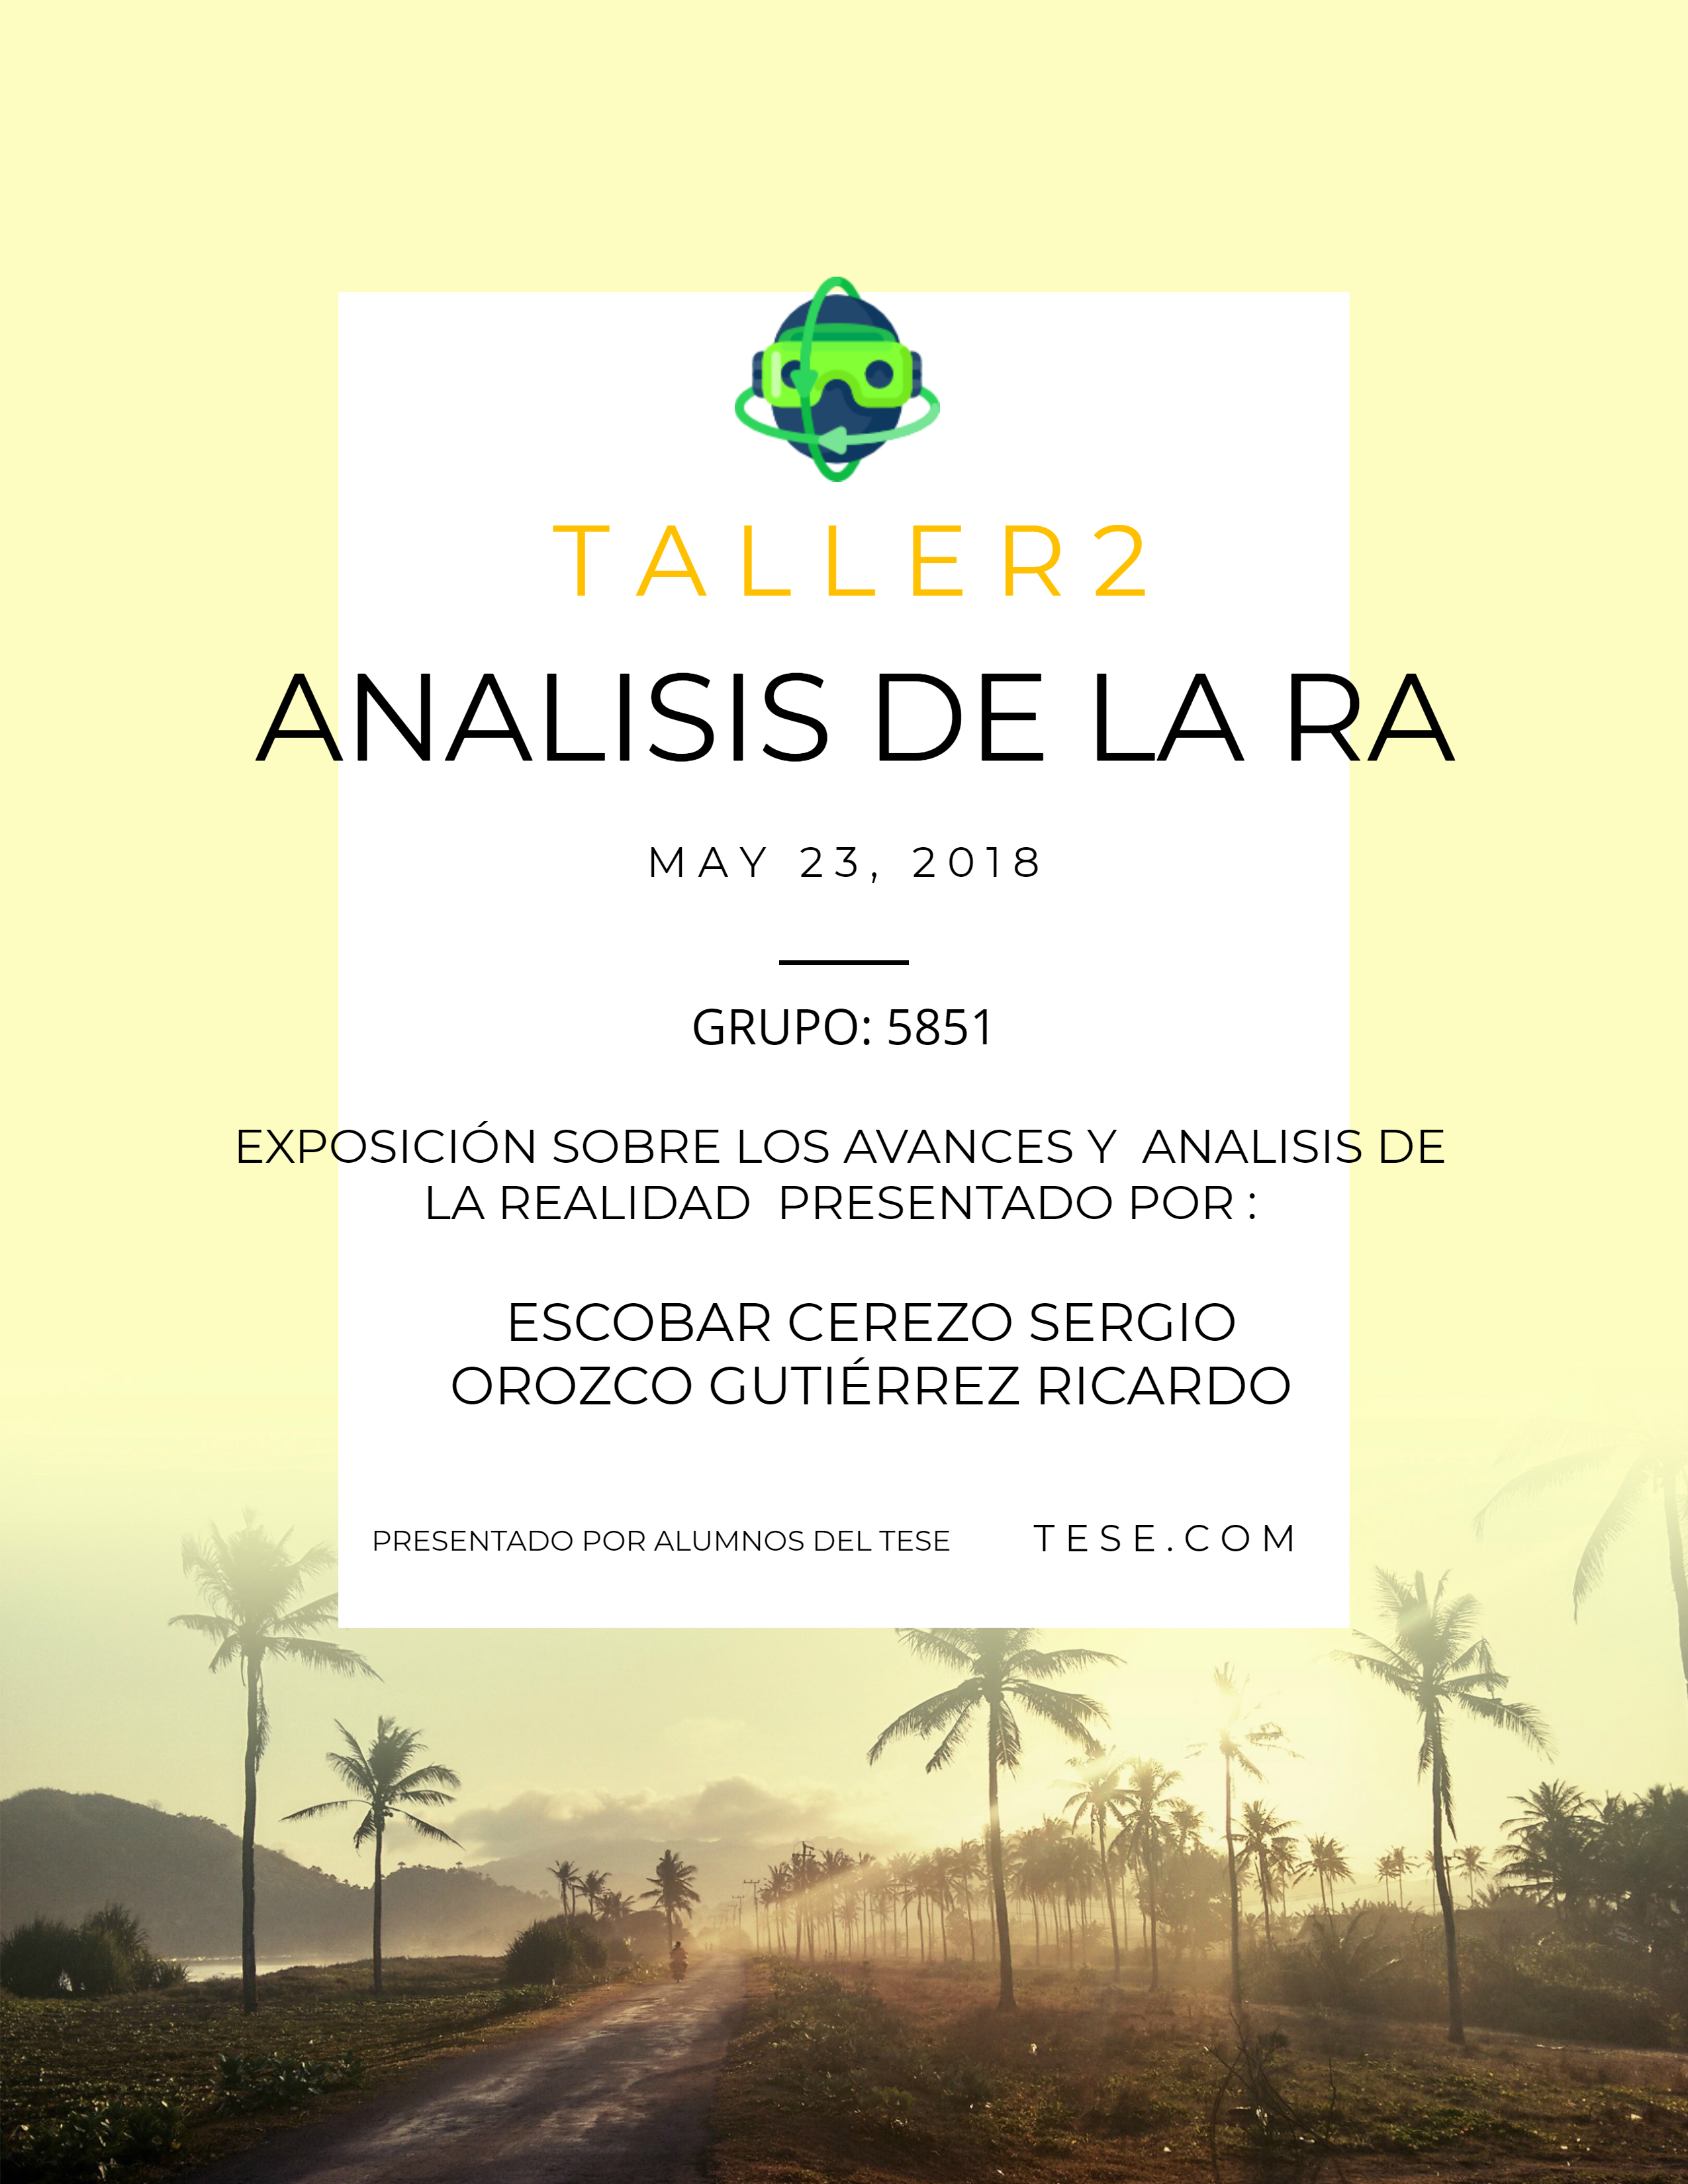 TALLER2
ANALISIS DE LA RA
MAY 23, 2018
GRUPO: 5851
EXPOSICIÓN SOBRE LOS AVANCES Y  ANALISIS DE
LA REALIDAD  PRESENTADO POR :
ESCOBAR CEREZO SERGIO
OROZCO GUTIÉRREZ RICARDO
PRESENTADO POR ALUMNOS DEL TESE
TESE.COM